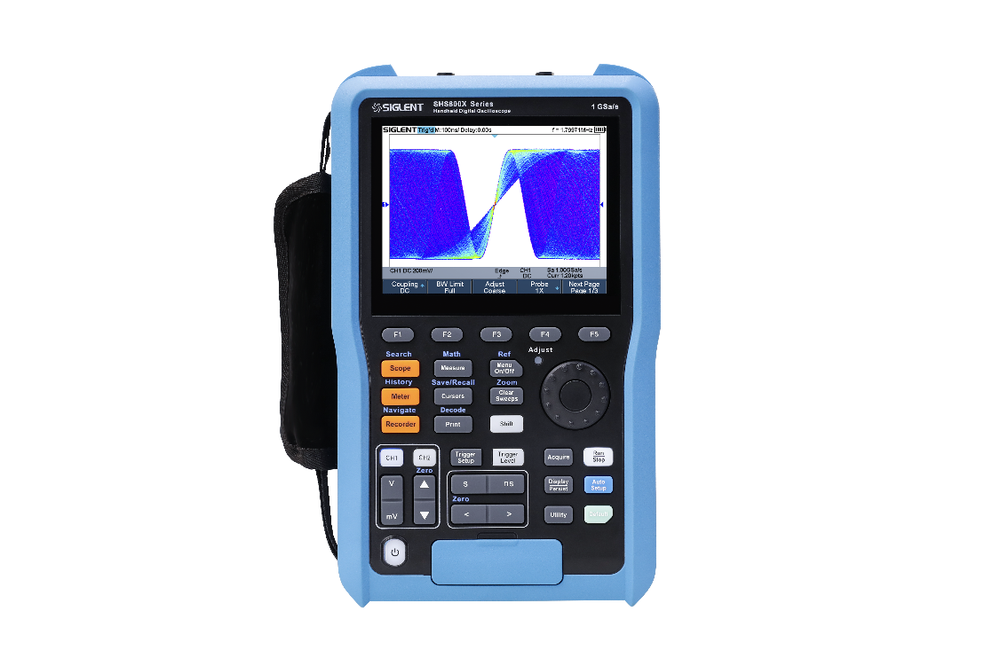 SIGLENT SHS800X Series 1 GSa/s
Handheld Digital Oscilloscope
SIGLENT Trig'd M:100ns/ Delay:0.00s f = 1.79971MHz
CH1 DC 200mV/ Edge CH1 Sa 1.00GSa/s
DC Curr 1.20kpts
Coupling BW Limit Adjust Probe Next Page
DC Full Coarse 1X Page 1/3
F1 F2 F3 F4 F5
Adjust
Search Math Ref
Scope Measure Menu On/Off
History Save/Recall Zoom
Meter Cursors Clear Sweeps
Navigate Decode
Recorder Print Shift
CH1 CH2 Trigger Setup Trigger Level Acquire Run Stop
Zero
V S ns Display Persist Auto Setup
Zero
mV < > Utility Default